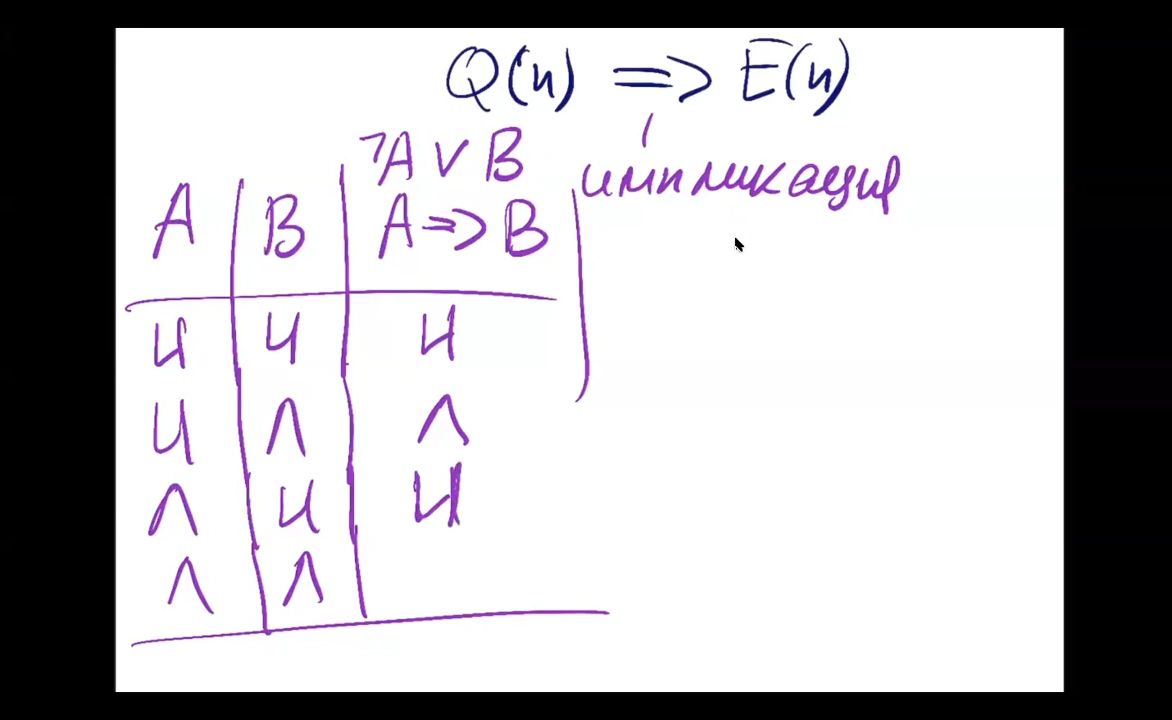 Q(n) => E(n)
¬A ∨ B
импликация
A B A => B
И И И
И Л Л
Л И И
Л Л